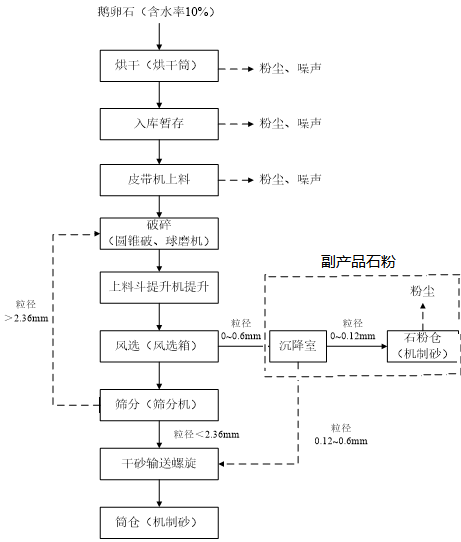 鹅卵石（含水率10%）
烘干（烘干筒）
粉尘、噪声
入库暂存
粉尘、噪声
皮带机上料
粉尘、噪声
破碎
（圆锥破、球磨机）
副产品石粉
上料斗提升机提升
粉尘
粒径
＞2.36mm
风选（风选箱）
粒径
0~0.6mm
沉降室
粒径
0~0.12mm
石粉仓
（机制砂）
筛分（筛分机）
粒径＜2.36mm
粒径
0.12~0.6mm
干砂输送螺旋
筒仓（机制砂）